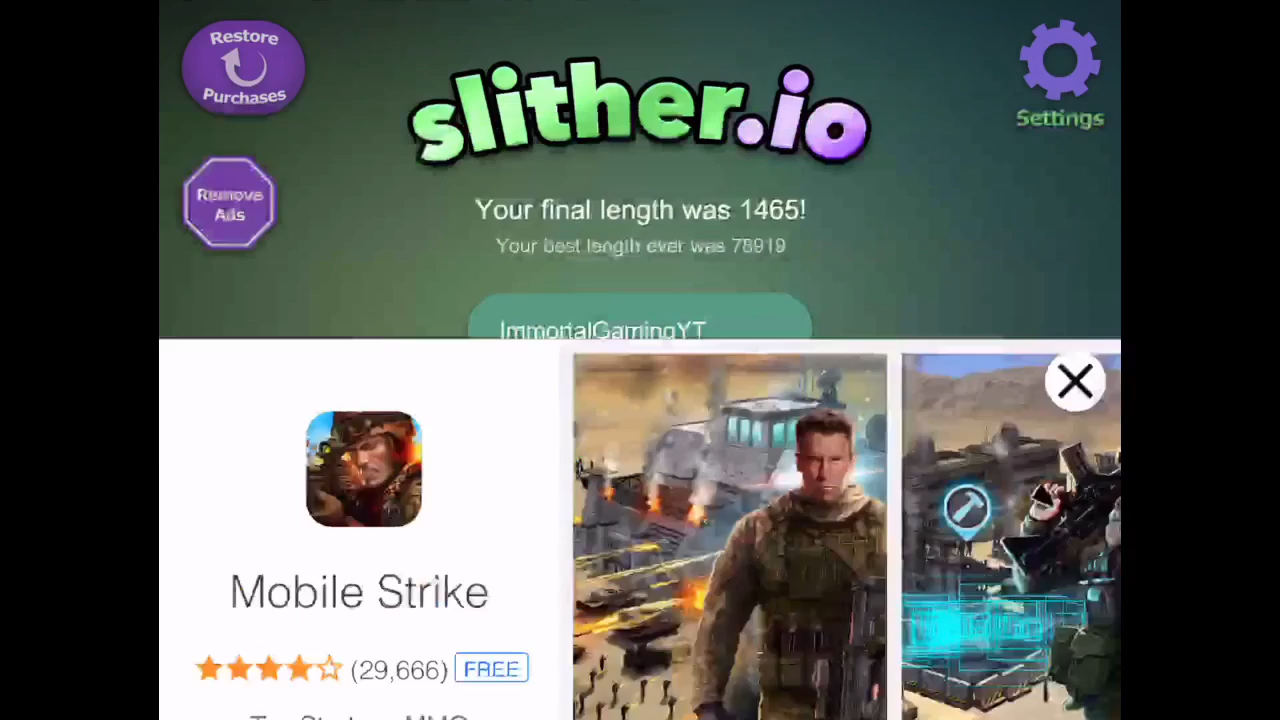 Restore
Purchases
slither.io
Settings
Remove
Ads
Your final length was 1465!
Your best length ever was 78919
ImmortalGamingYT
Mobile Strike
(29,666) FREE